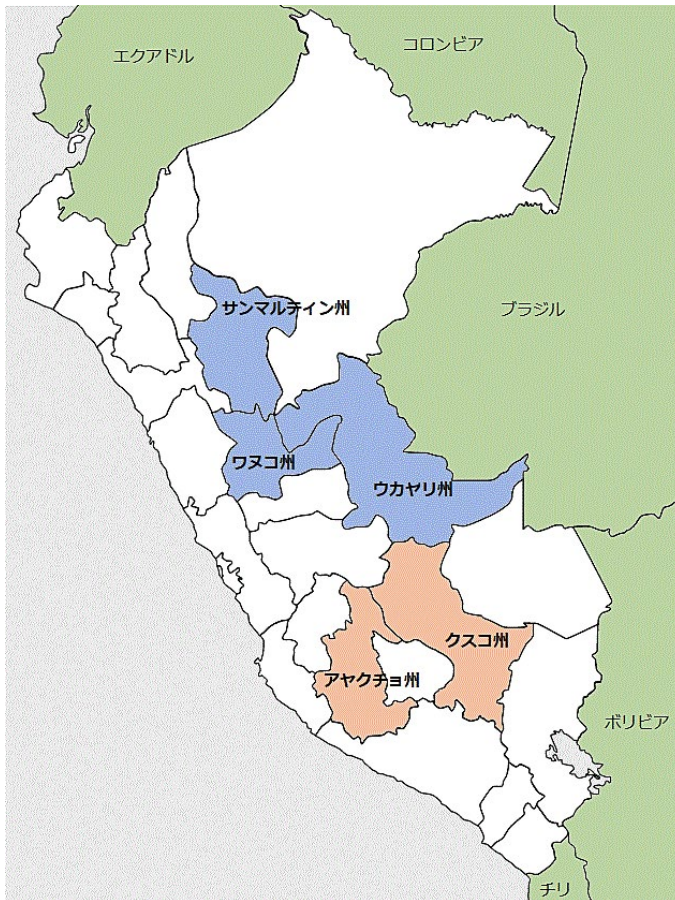 コロンビア
エクアドル
サンマルテイン州
ブラジル
ワヌコ州
ウカヤリ州
クスコ州
アヤクチョ州
ボリビア
チリ